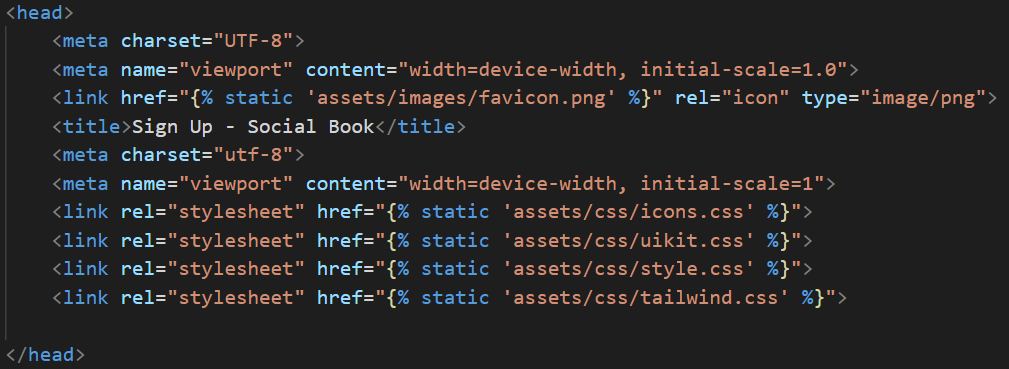 <head>
    <meta charset="UTF-8">
    <meta name="viewport" content="width=device-width, initial-scale=1.0">
    <link href="{% static 'assets/images/favicon.png' %}" rel="icon" type="image/png">
    <title>Sign Up - Social Book</title>
    <meta charset="utf-8">
    <meta name="viewport" content="width=device-width, initial-scale=1">
    <link rel="stylesheet" href="{% static 'assets/css/icons.css' %}">
    <link rel="stylesheet" href="{% static 'assets/css/uikit.css' %}">
    <link rel="stylesheet" href="{% static 'assets/css/style.css' %}">
    <link rel="stylesheet" href="{% static 'assets/css/tailwind.css' %}">
</head>